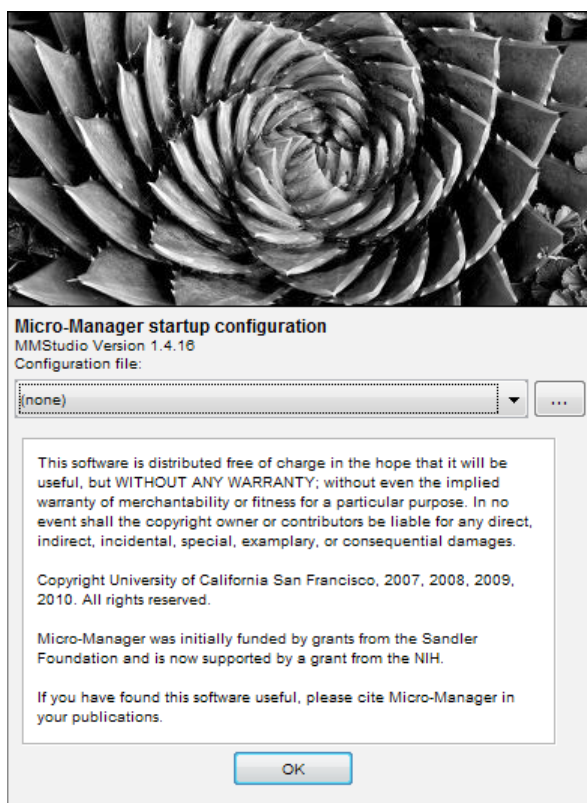 Micro-Manager startup configuration
MMStudio Version 1.4.16
Configuration file:
(none)
...
This software is distributed free of charge in the hope that it will be
useful, but WITHOUT ANY WARRANTY; without even the implied
warranty of merchantability or fitness for a particular purpose. In no
event shall the copyright owner or contributors be liable for any direct,
indirect, incidental, special, examplary, or consequential damages.
Copyright University of California San Francisco, 2007, 2008, 2009,
2010. All rights reserved.
Micro-Manager was initially funded by grants from the Sandler
Foundation and is now supported by a grant from the NIH.
If you have found this software useful, please cite Micro-Manager in
your publications.
OK